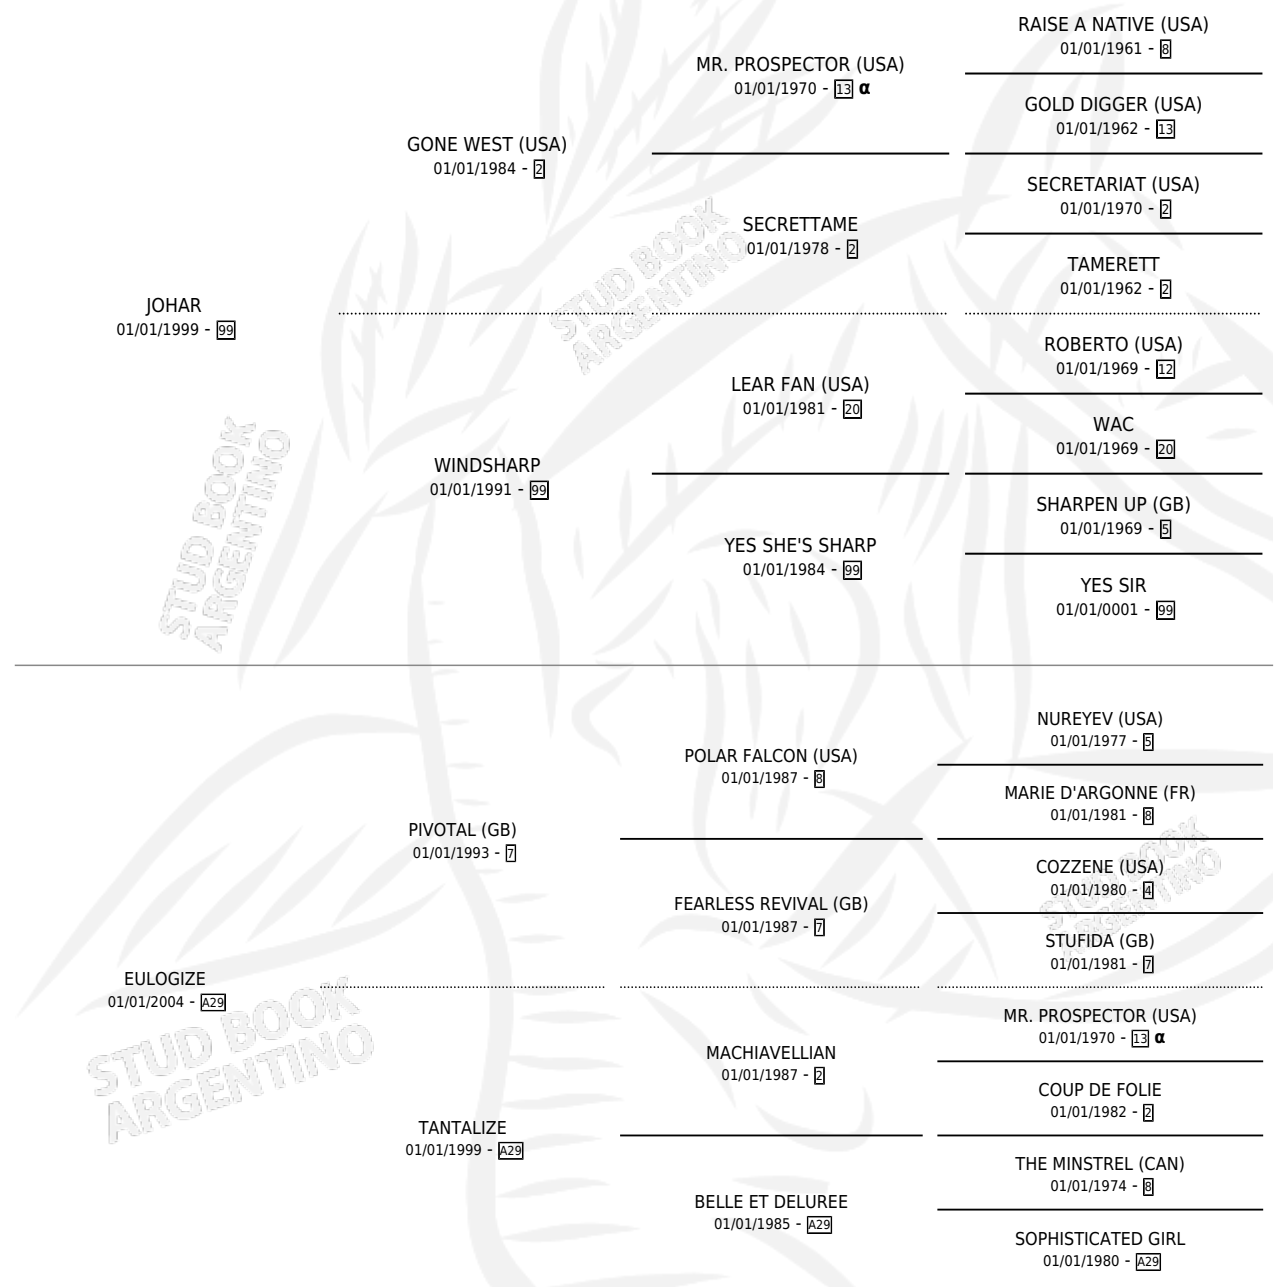 RAISE A NATIVE (USA)
01/01/1961 - 8
MR. PROSPECTOR (USA)
01/01/1970 - 13 α
GOLD DIGGER (USA)
01/01/1962 - 13
GONE WEST (USA)
01/01/1984 - 2
SECRETARIAT (USA)
01/01/1970 - 2
SECRETTAME
01/01/1978 - 2
TAMERETT
01/01/1962 - 2
JOHAR
01/01/1999 - 99
ROBERTO (USA)
01/01/1969 - 12
LEAR FAN (USA)
01/01/1981 - 20
WAC
01/01/1969 - 20
WINDSHARP
01/01/1991 - 99
SHARPEN UP (GB)
01/01/1969 - 5
YES SHE'S SHARP
01/01/1984 - 99
YES SIR
01/01/0001 - 99
NUREYEV (USA)
01/01/1977 - 5
POLAR FALCON (USA)
01/01/1987 - 8
MARIE D'ARGONNE (FR)
01/01/1981 - 8
PIVOTAL (GB)
01/01/1993 - 7
COZZENE (USA)
01/01/1980 - 4
FEARLESS REVIVAL (GB)
01/01/1987 - 7
STUFIDA (GB)
01/01/1981 - 7
EULOGIZE
01/01/2004 - A29
MR. PROSPECTOR (USA)
01/01/1970 - 13 α
MACHIAVELLIAN
01/01/1987 - 2
COUP DE FOLIE
01/01/1982 - 2
TANTALIZE
01/01/1999 - A29
THE MINSTREL (CAN)
01/01/1974 - 8
BELLE ET DELUREE
01/01/1985 - A29
SOPHISTICATED GIRL
01/01/1980 - A29
STUD BOOK
ARGENTINO
STUD BOOK
ARGENTINO
STUD BOOK
ARGENTINO
STUD BOOK
ARGENTINO